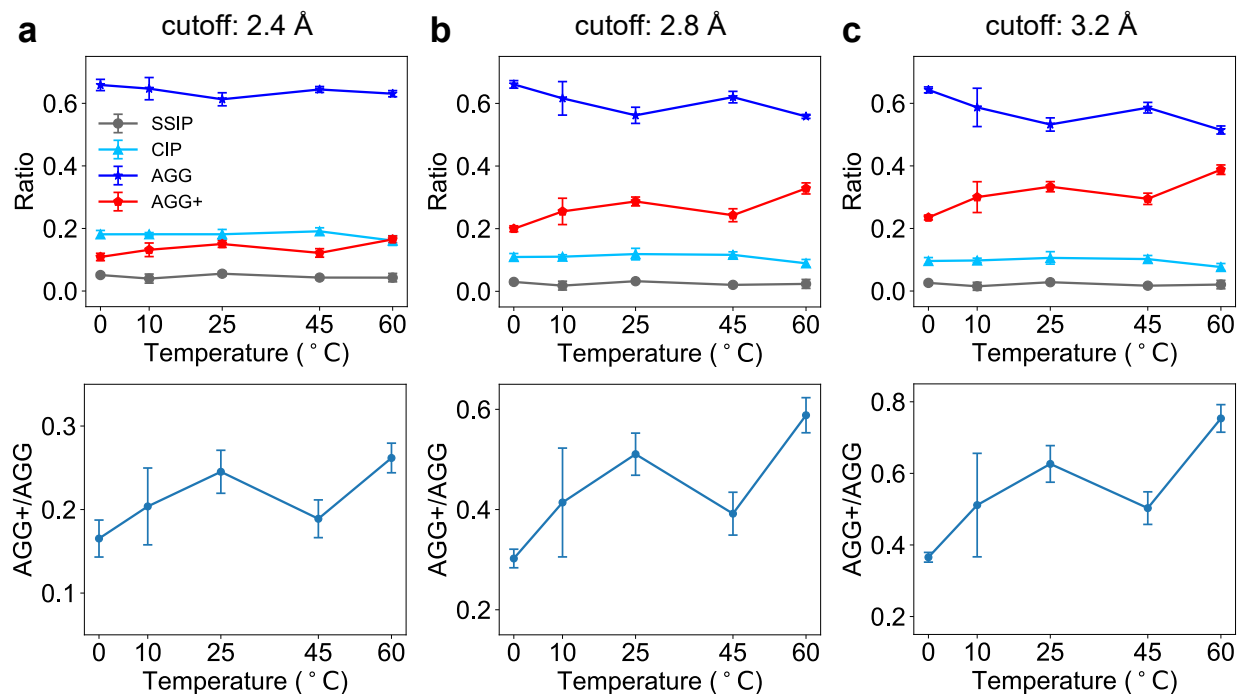 a
cutoff: 2.4 Å
0.6
0.4
0.2
0.0
Ratio
SSIP
CIP
AGG
AGG+
0 10 25 45 60
Temperature (°C)
b
cutoff: 2.8 Å
0.6
0.4
0.2
0.0
Ratio
0 10 25 45 60
Temperature (°C)
c
cutoff: 3.2 Å
0.6
0.4
0.2
0.0
Ratio
0 10 25 45 60
Temperature (°C)
0.3
0.2
0.1
AGG+/AGG
0 10 25 45 60
Temperature (°C)
0.6
0.4
0.2
AGG+/AGG
0 10 25 45 60
Temperature (°C)
0.8
0.6
0.4
0.2
AGG+/AGG
0 10 25 45 60
Temperature (°C)